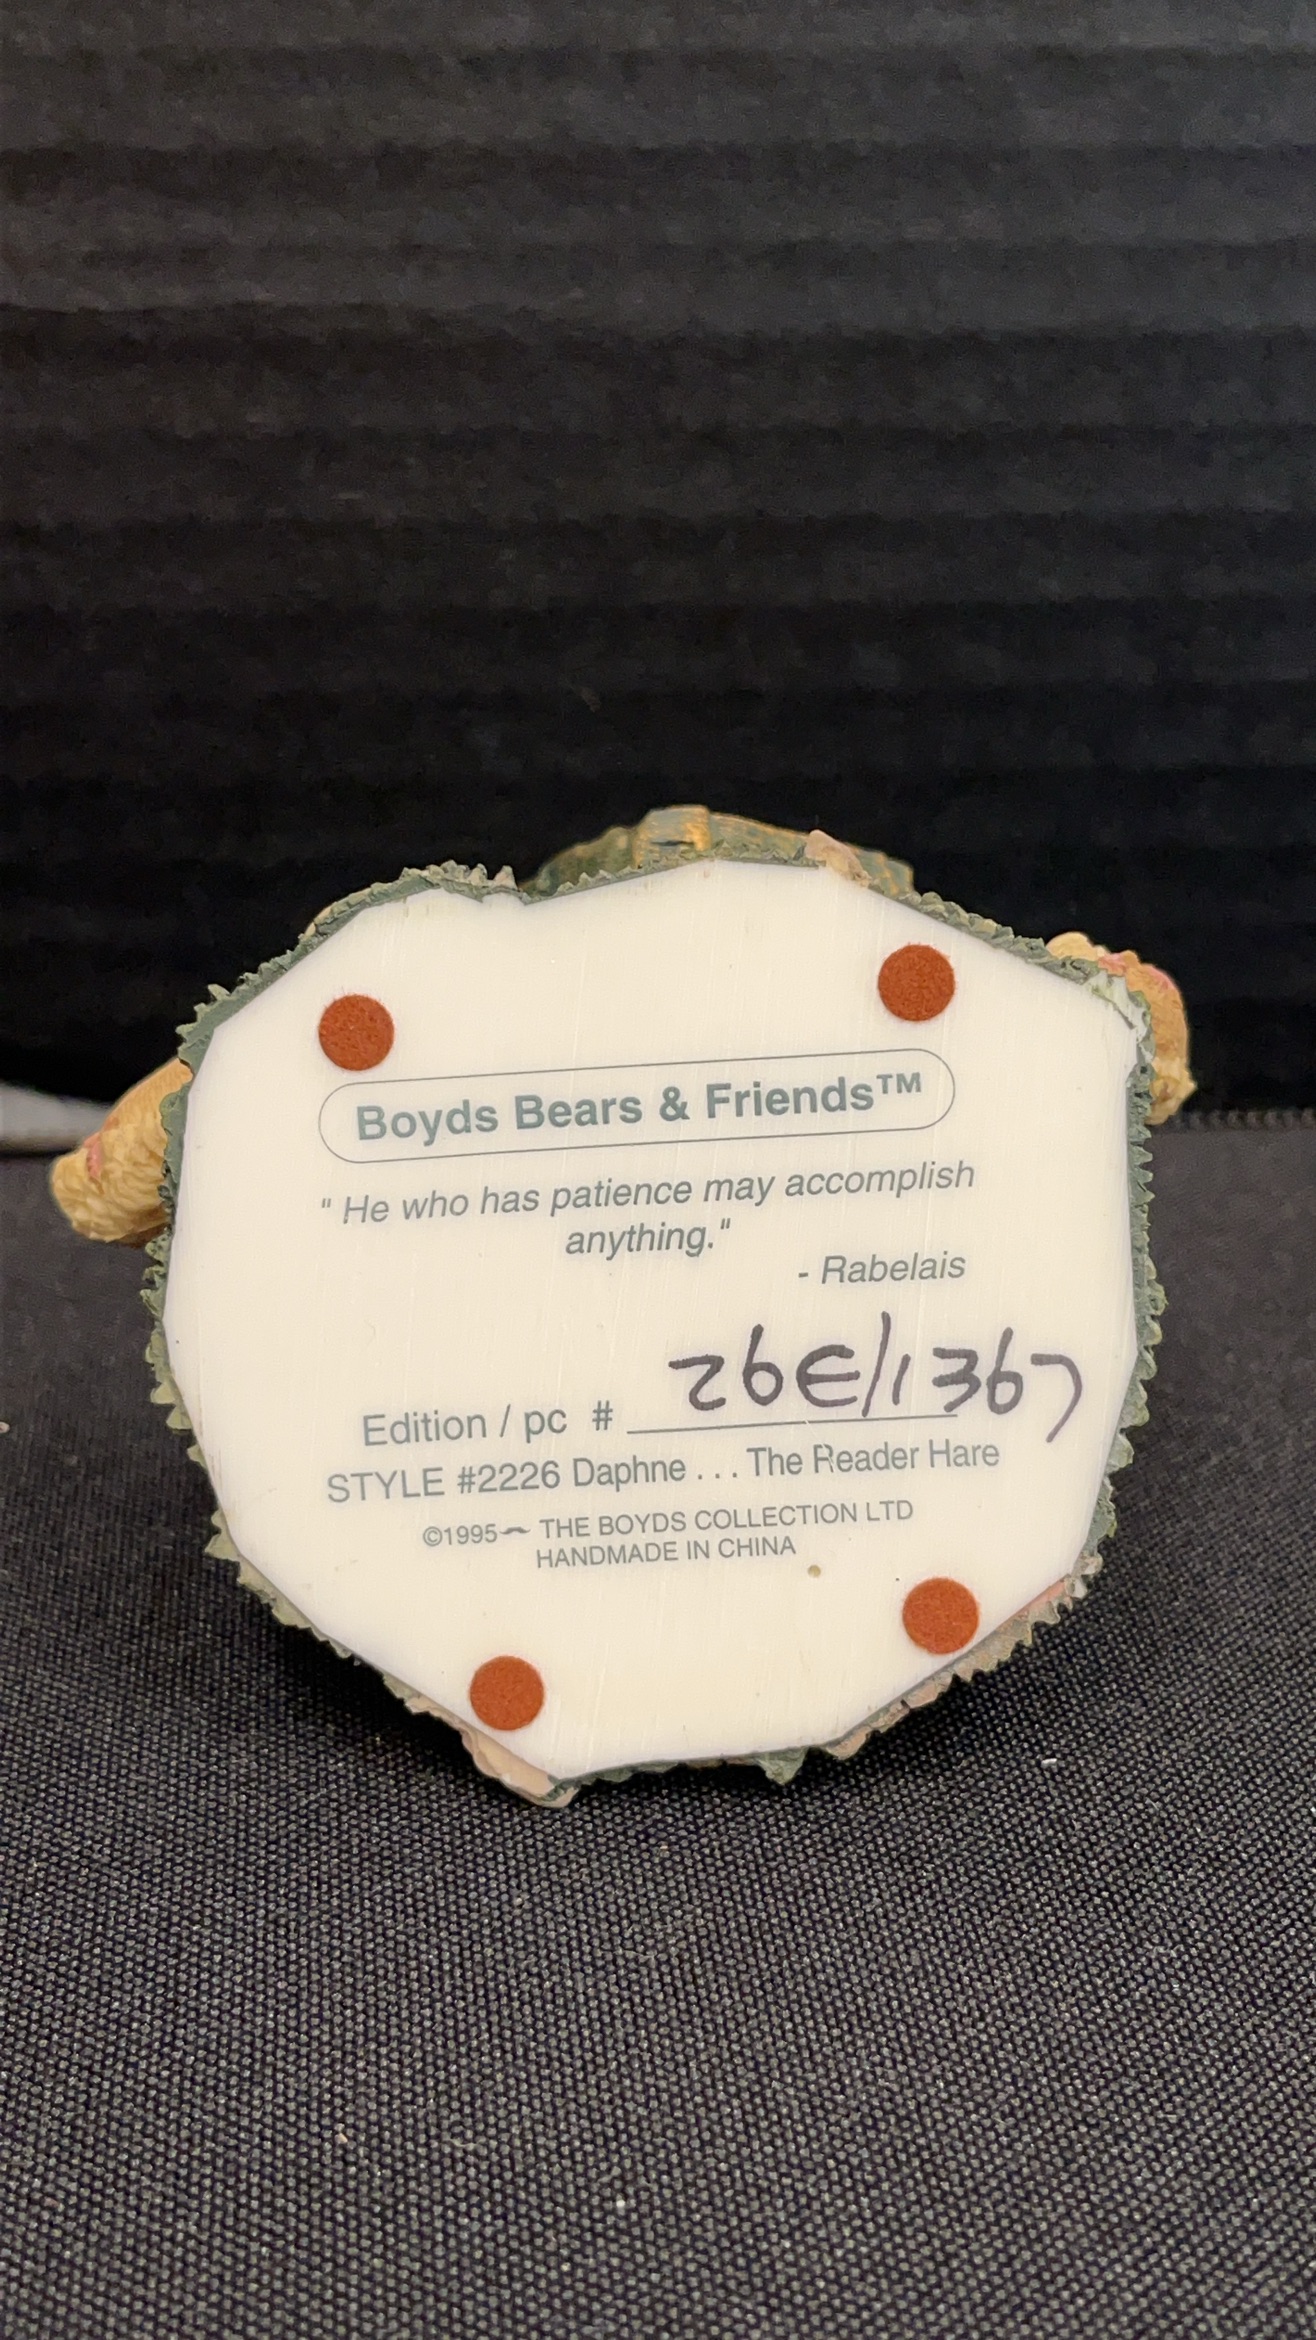 Boyds Bears & Friends™
" He who has patience may accomplish
anything."
- Rabelais
Edition / pc # 26E/1367
STYLE #2226 Daphne . . . The Reader Hare
©1995 THE BOYDS COLLECTION LTD
HANDMADE IN CHINA